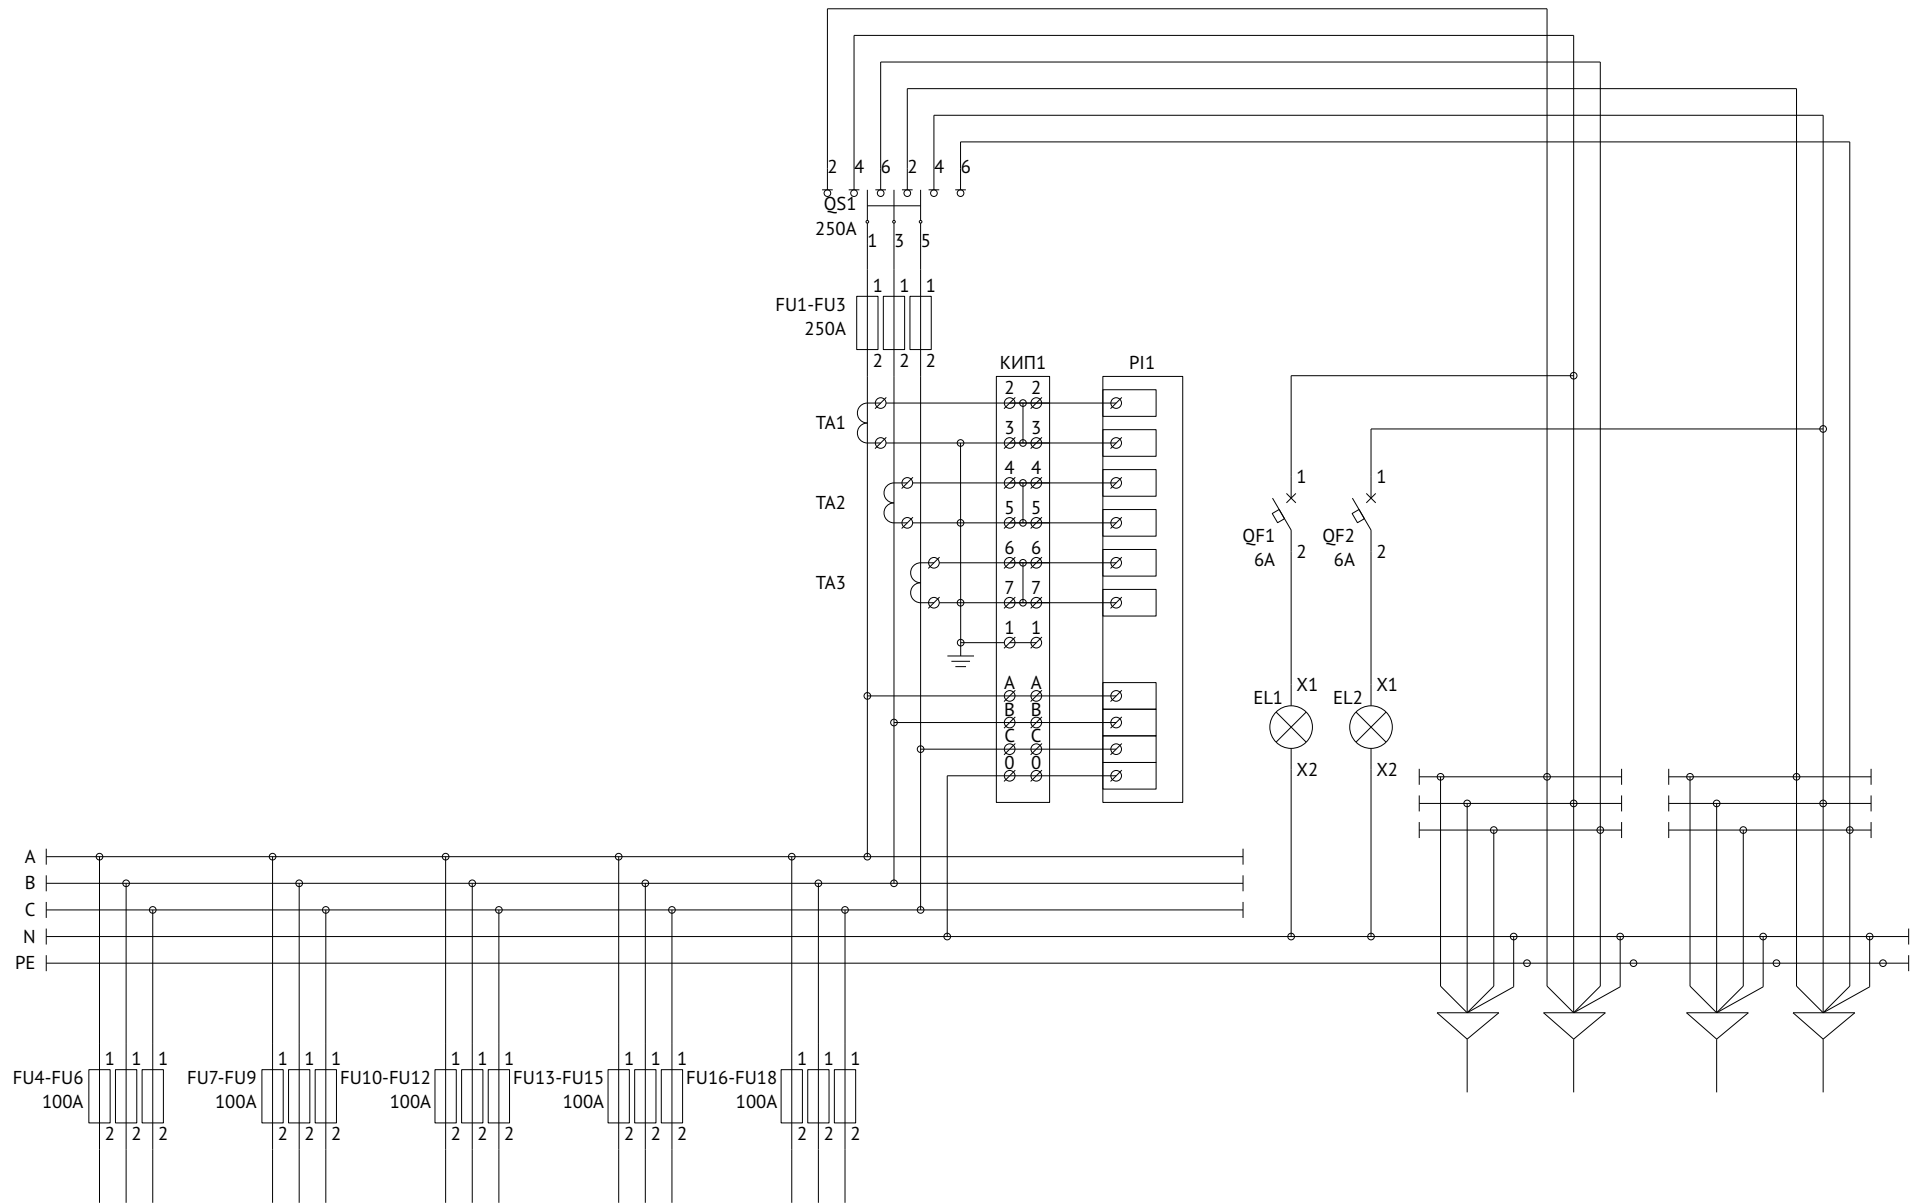 2 4 6 2 4 6
QS1
250A
1 3 5
1 1 1
FU1-FU3
250A
2 2 2
КИП1
PI1
2 2
TA1
3 3
4 4
TA2
5 5
6 6
TA3
7 7
1 1
A A
B B
C C
0 0
1 1
QF1
6A
2
QF2
6A
2
X1 X1
EL1 EL2
X2 X2
A
B
C
N
PE
1 1 1 1 1 1 1 1 1 1 1 1 1 1 1
FU4-FU6
100A
FU7-FU9
100A
FU10-FU12
100A
FU13-FU15
100A
FU16-FU18
100A
2 2 2 2 2 2 2 2 2 2 2 2 2 2 2